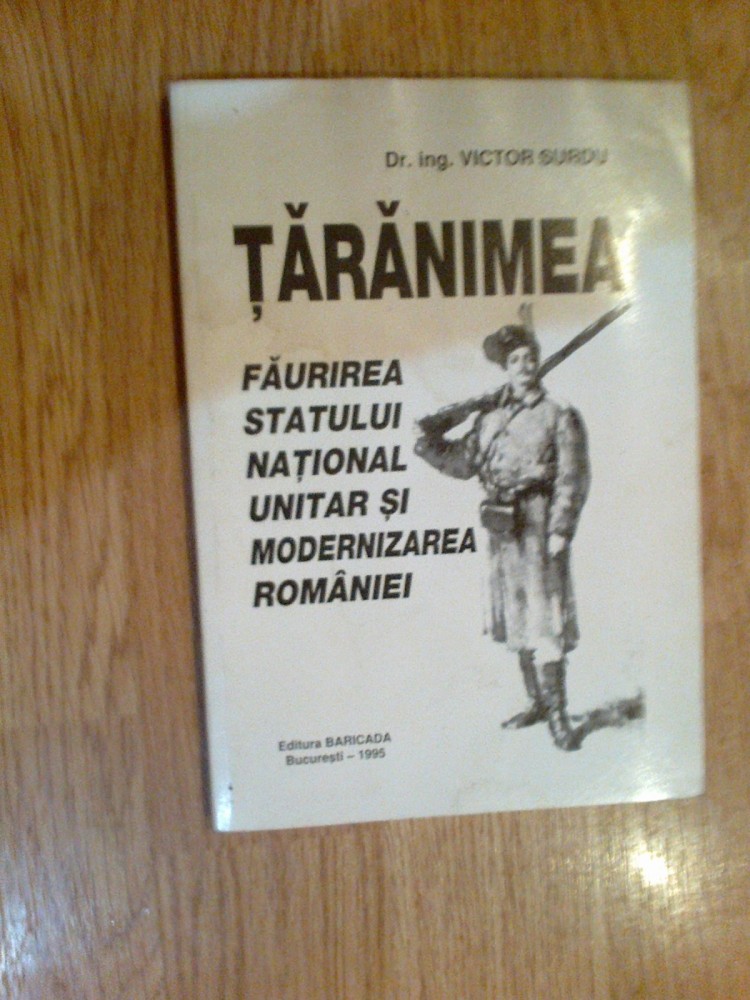 Dr. ing. VICTOR SURDU
ȚĂRĂNIMEA
FĂURIREA
STATULUI
NAȚIONAL
UNITAR ȘI
MODERNIZAREA
ROMÂNIEI
Editura BARICADA
București – 1995